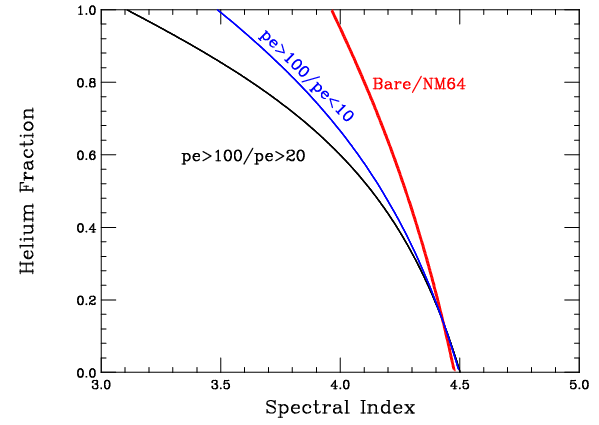 1.0
0.8
0.6
0.4
0.2
0.0
Helium Fraction
pe>100/pe<10
Bare/NM64
pe>100/pe>20
3.0 3.5 4.0 4.5 5.0
Spectral Index